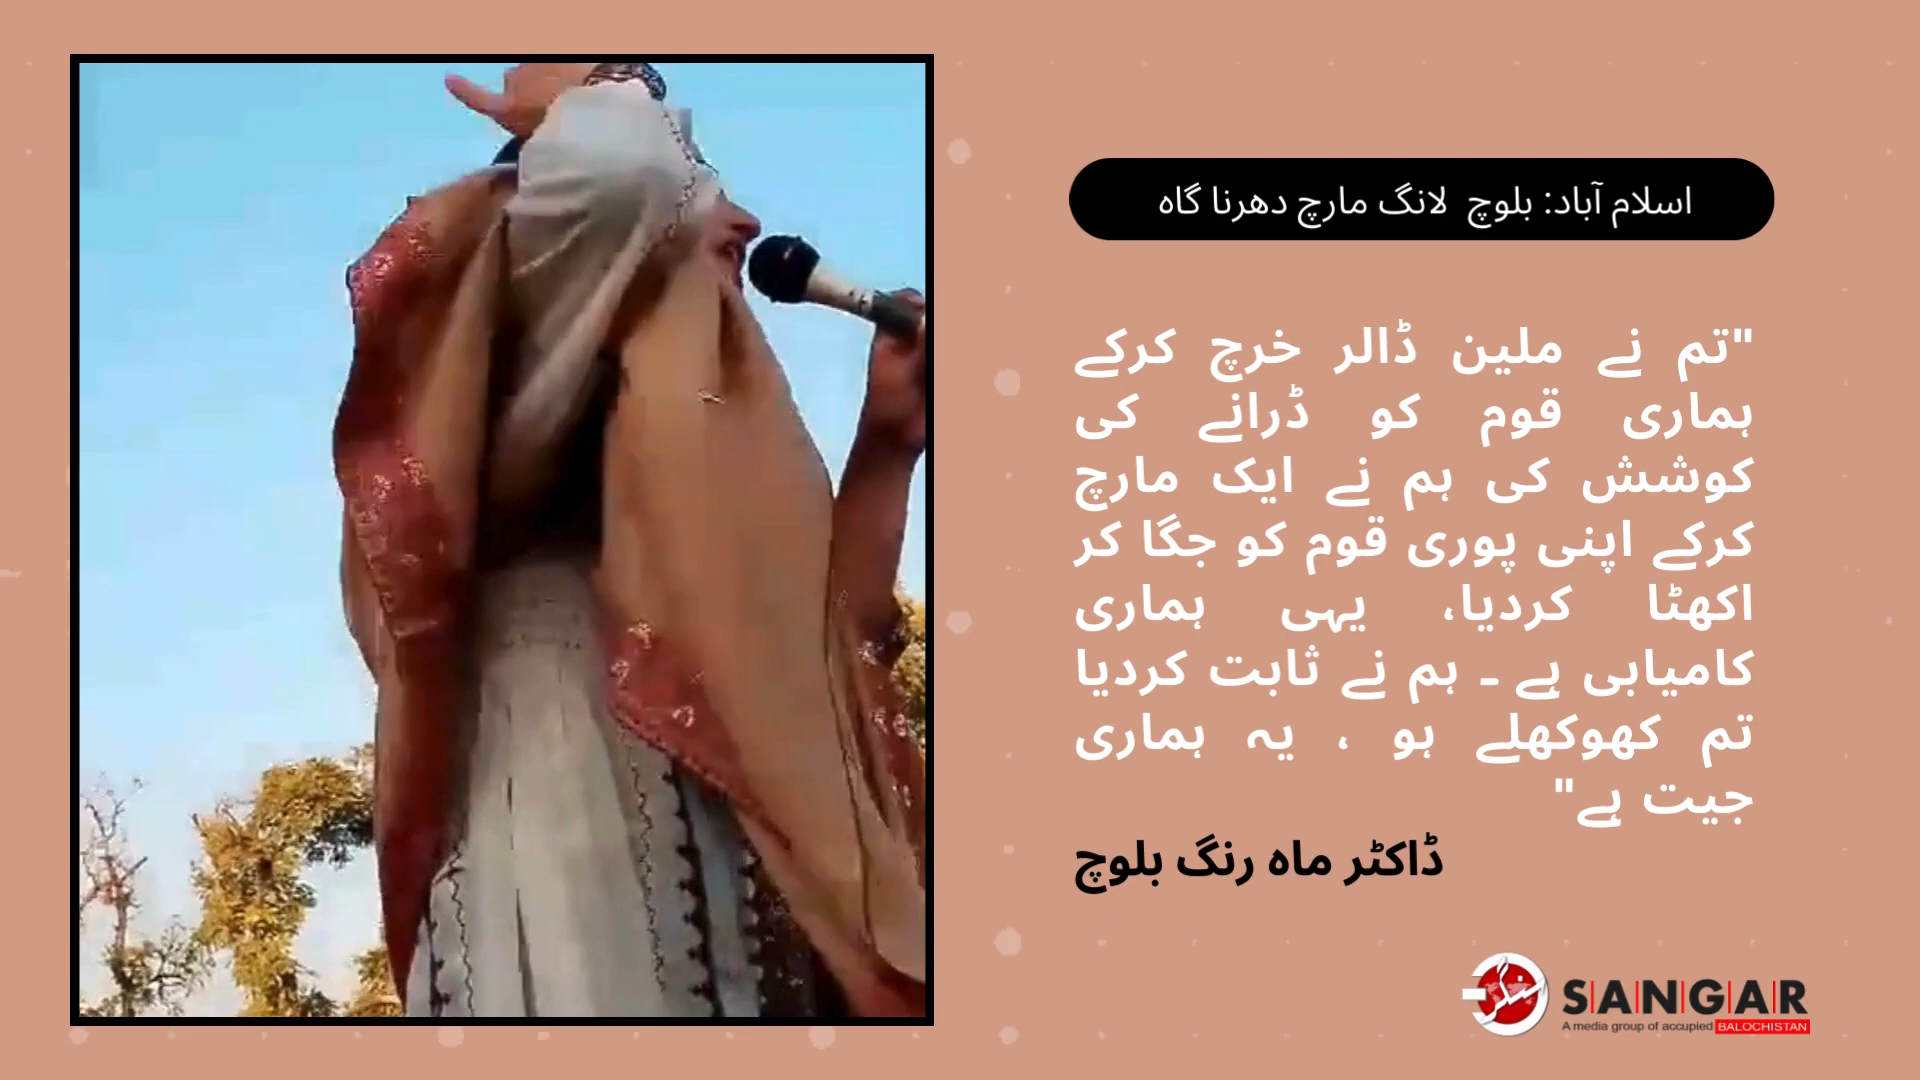 اسلام آباد: بلوچ لانگ مارچ دھرنا گاہ
"تم نے ملین ڈالر خرچ کرکے
ہماری قوم کو ڈرانے کی
کوشش کی ہم نے ایک مارچ
کرکے اپنی پوری قوم کو جگا کر
اکھٹا کردیا، یہی ہماری
کامیابی ہے ۔ ہم نے ثابت کردیا
تم کھوکھلے ہو ، یہ ہماری
جیت ہے"
ڈاکٹر ماہ رنگ بلوچ
سنگر
SANGAR
A media group of accupied BALOCHISTAN